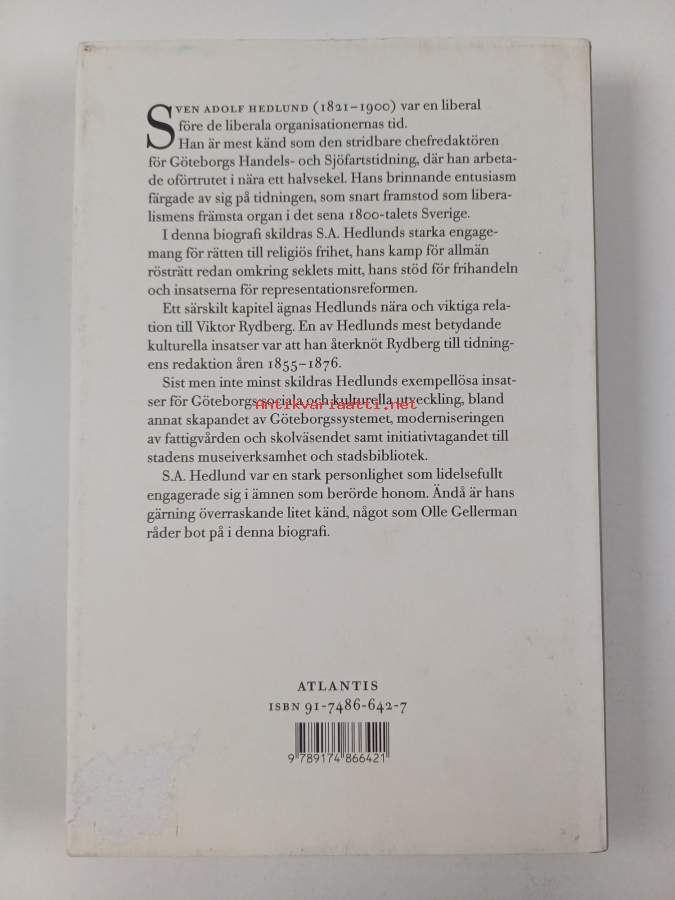 SVEN ADOLF HEDLUND (1821–1900) var en liberal
före de liberala organisationernas tid.
Han är mest känd som den stridbare chefredaktören
för Göteborgs Handels- och Sjöfartstidning, där han arbeta-
de oförtrutet i nära ett halvsekel. Hans brinnande entusiasm
färgade av sig på tidningen, som snart framstod som libera-
lismens främsta organ i det sena 1800-talets Sverige.
I denna biografi skildras S.A. Hedlunds starka engage-
mang för rätten till religiös frihet, hans kamp för allmän
rösträtt redan omkring seklets mitt, hans stöd för frihandeln
och insatserna för representationsreformen.
Ett särskilt kapitel ägnas Hedlunds nära och viktiga rela-
tion till Viktor Rydberg. En av Hedlunds mest betydande
kulturella insatser var att han återknöt Rydberg till tidning-
ens redaktion åren 1855–1876.
Sist men inte minst skildras Hedlunds exempellösa insat-
ser för Göteborgs sociala och kulturella utveckling, bland
Antikvariaatti.net
annat skapandet av Göteborgssystemet, moderniseringen
av fattigvården och skolväsendet samt initiativtagandet till
stadens museiverksamhet och stadsbibliotek.
S.A. Hedlund var en stark personlighet som lidelsefullt
engagerade sig i ämnen som berörde honom. Ändå är hans
gärning överraskande litet känd, något som Olle Gellerman
råder bot på i denna biografi.
ATLANTIS
ISBN 91-7486-642-7
9 789174 866421